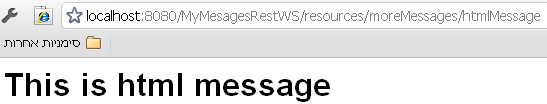 localhost:8080/MyMesagesRestWS/resources/moreMessages/htmlMessage
סימניות אחרות
This is html message